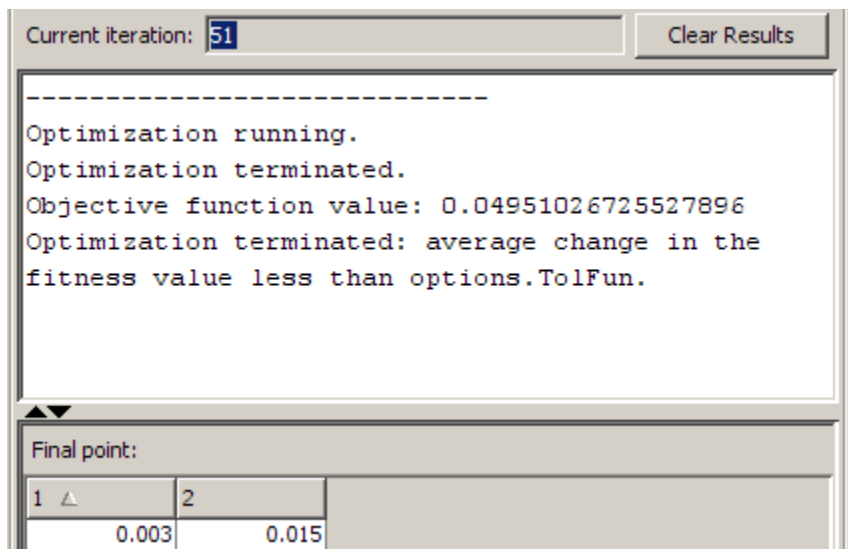 Current iteration: 51 Clear Results
------------------------------
Optimization running.
Optimization terminated.
Objective function value: 0.04951026725527896
Optimization terminated: average change in the
fitness value less than options.TolFun.
Final point:
1 2
0.003 0.015